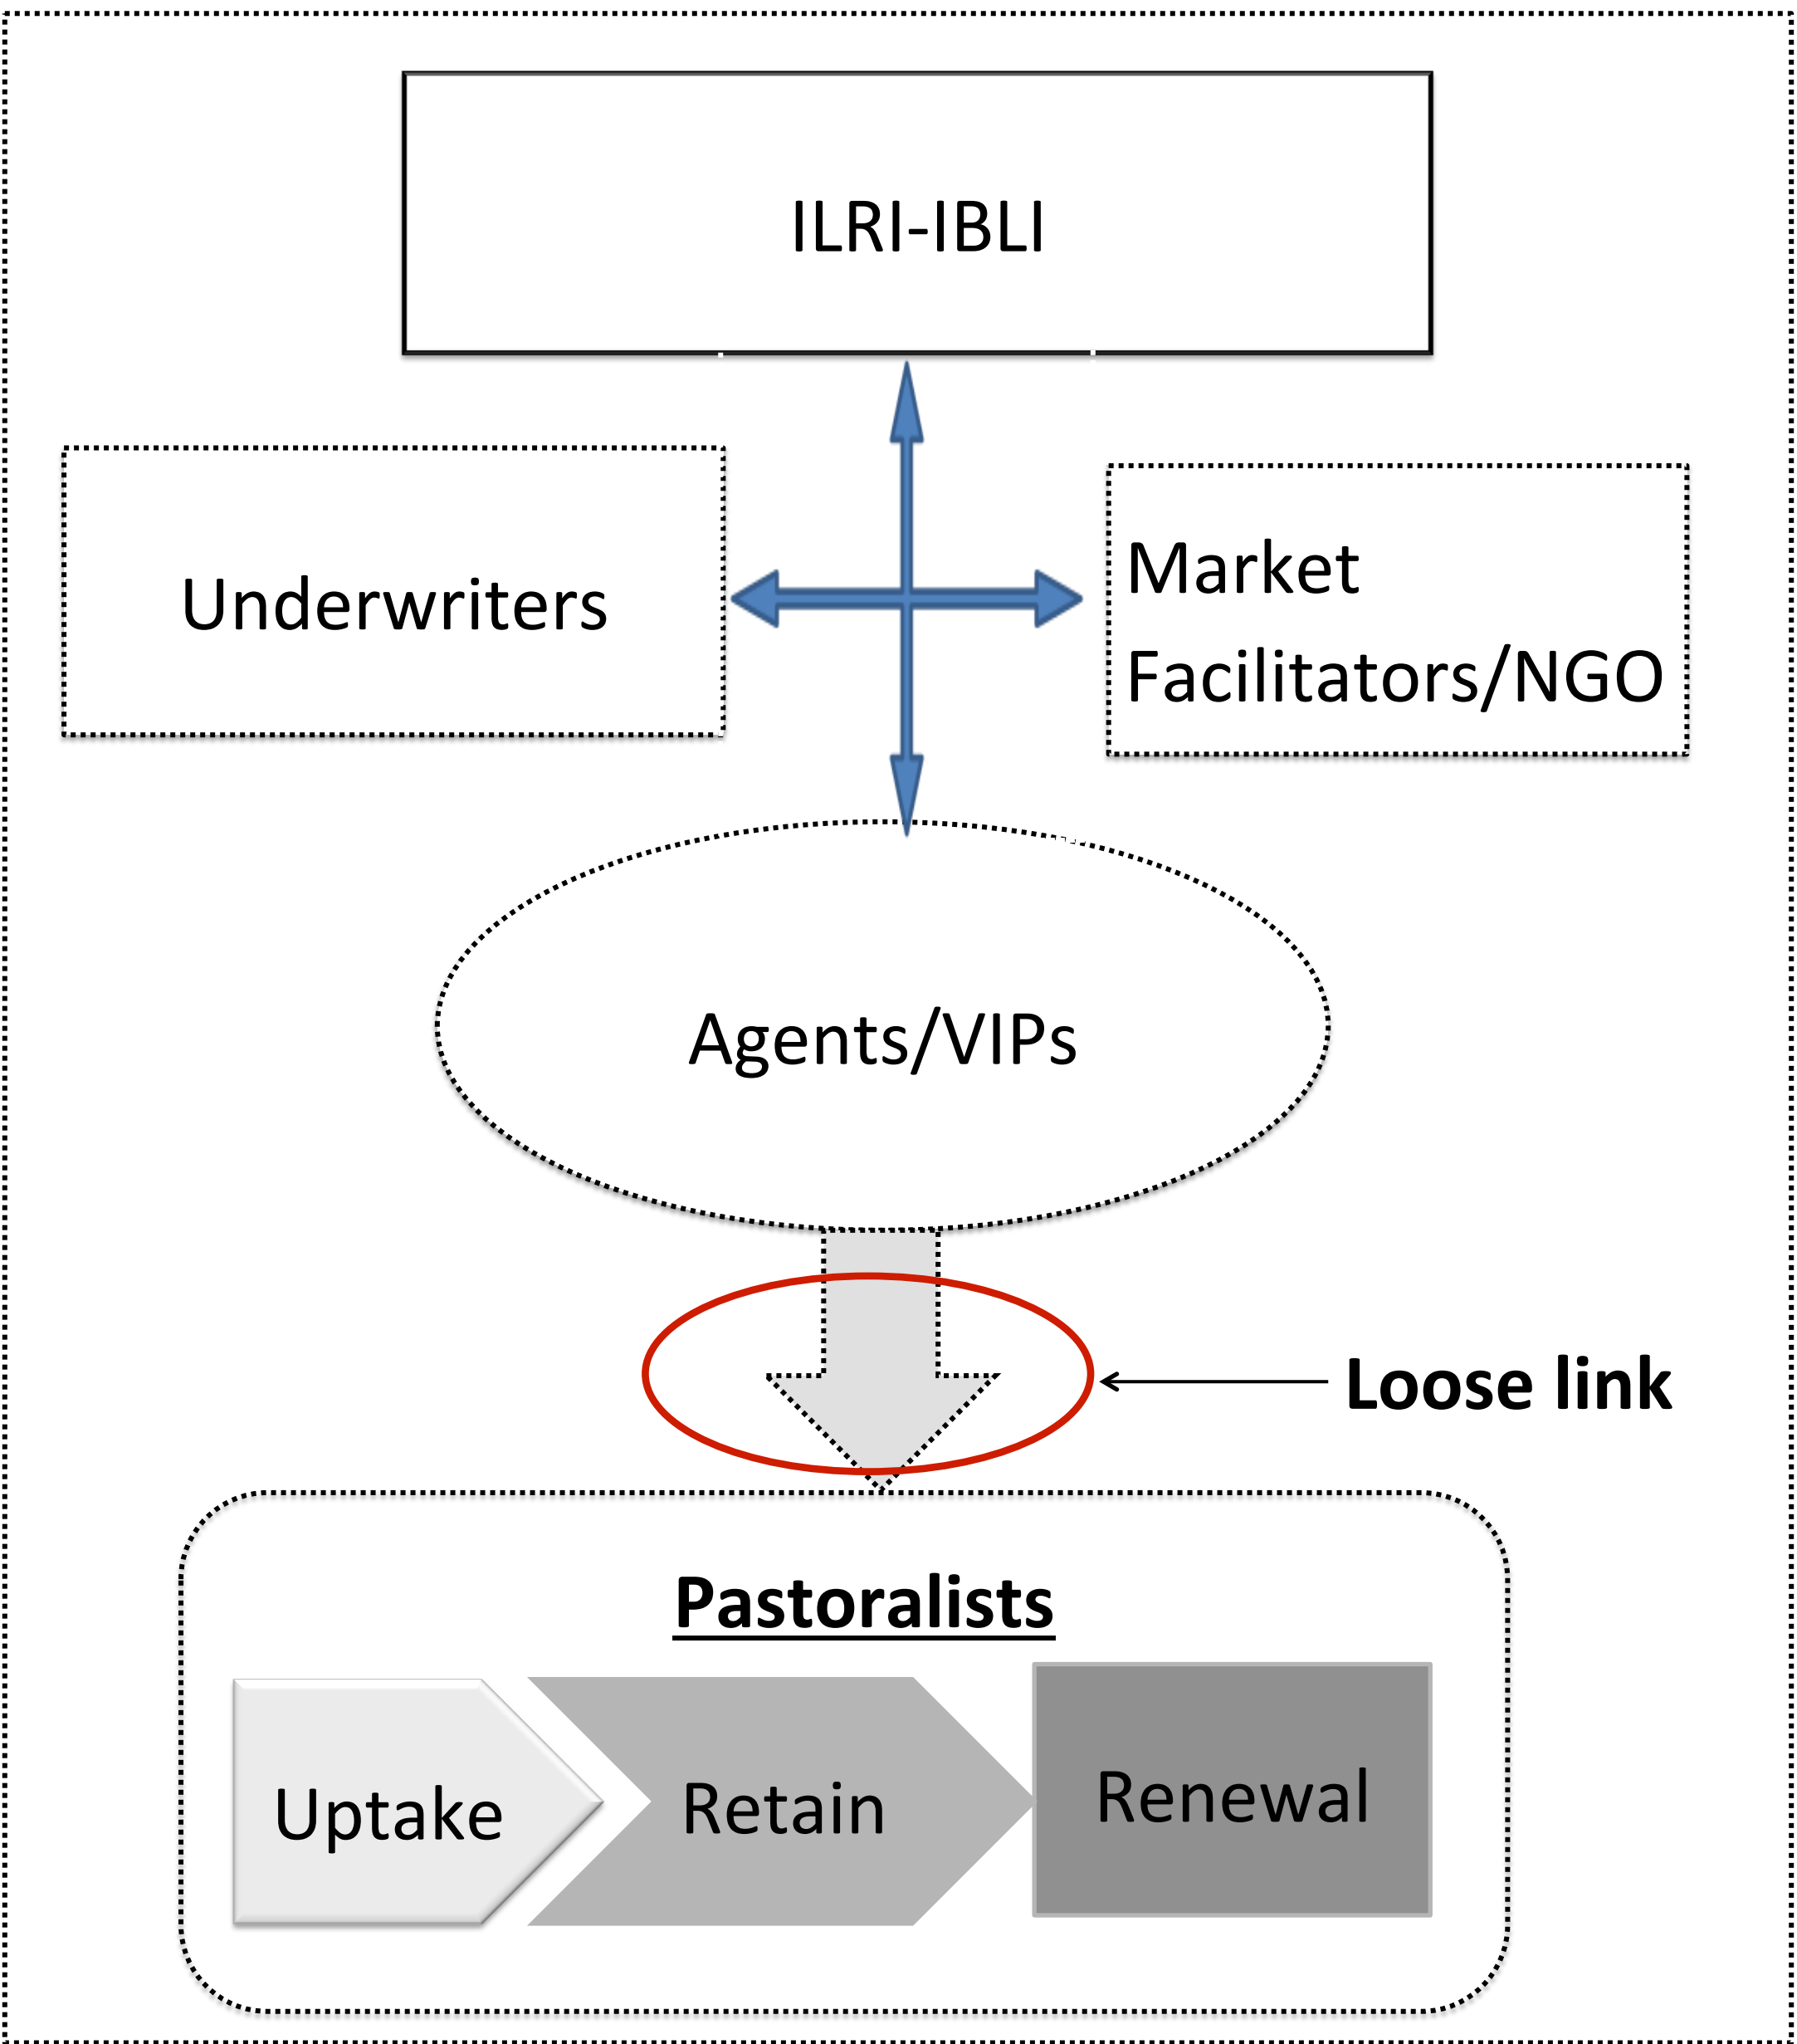 ILRI-IBLI
Underwriters
Market
Facilitators/NGO
Agents/VIPs
Loose link
Pastoralists
Uptake
Retain
Renewal